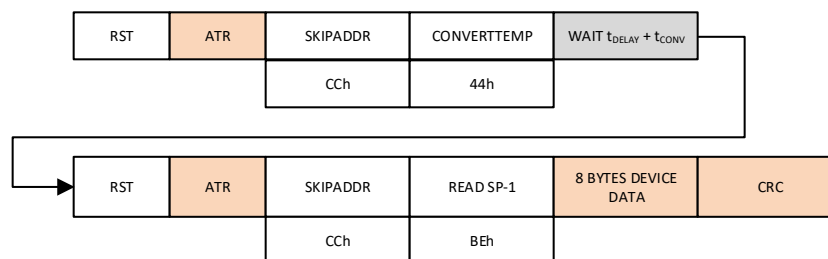 RST ATR SKIPADDR CONVERTTEMP WAIT tDELAY + tCONV
CCh 44h
RST ATR SKIPADDR READ SP-1 8 BYTES DEVICE DATA CRC
CCh BEh